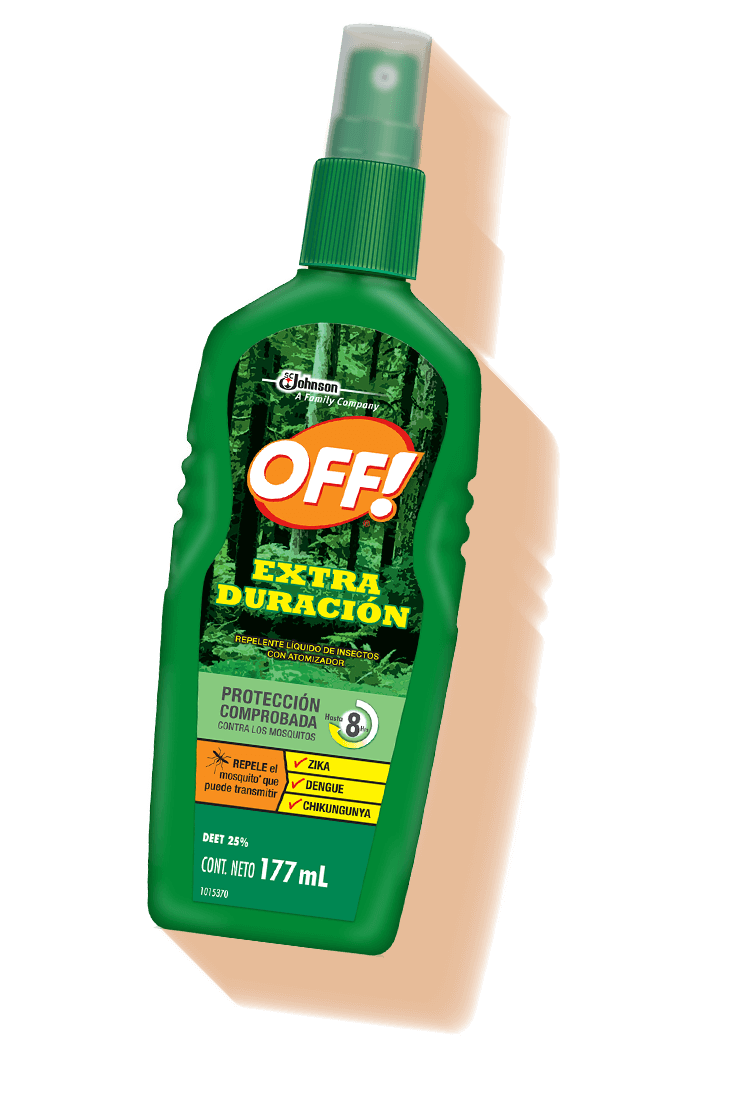 SC Johnson
A Family Company
OFF!
EXTRA
DURACIÓN
REPELENTE LÍQUIDO DE INSECTOS
CON ATOMIZADOR
PROTECCIÓN
COMPROBADA
CONTRA LOS MOSQUITOS
Hasta 8 Hrs
REPELE el
mosquito* que
puede transmitir
ZIKA
DENGUE
CHIKUNGUNYA
DEET 25%
CONT. NETO 177 mL
1015370